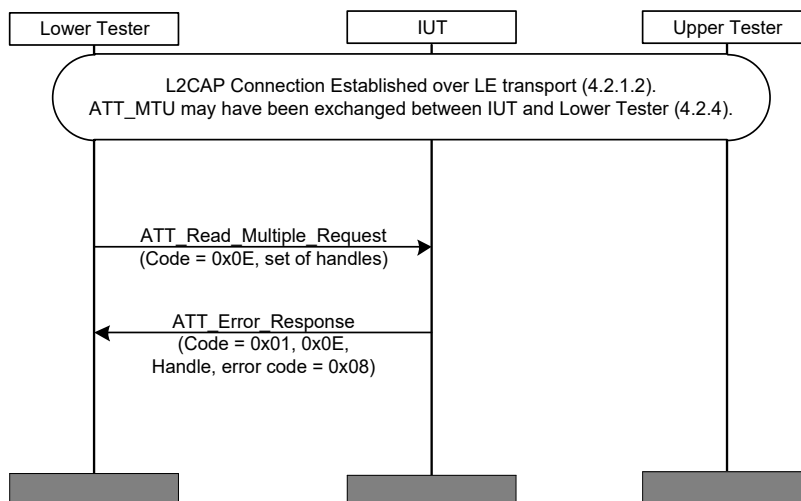 Lower Tester
IUT
Upper Tester
L2CAP Connection Established over LE transport (4.2.1.2).
ATT_MTU may have been exchanged between IUT and Lower Tester (4.2.4).
ATT_Read_Multiple_Request
(Code = 0x0E, set of handles)
ATT_Error_Response
(Code = 0x01, 0x0E,
Handle, error code = 0x08)